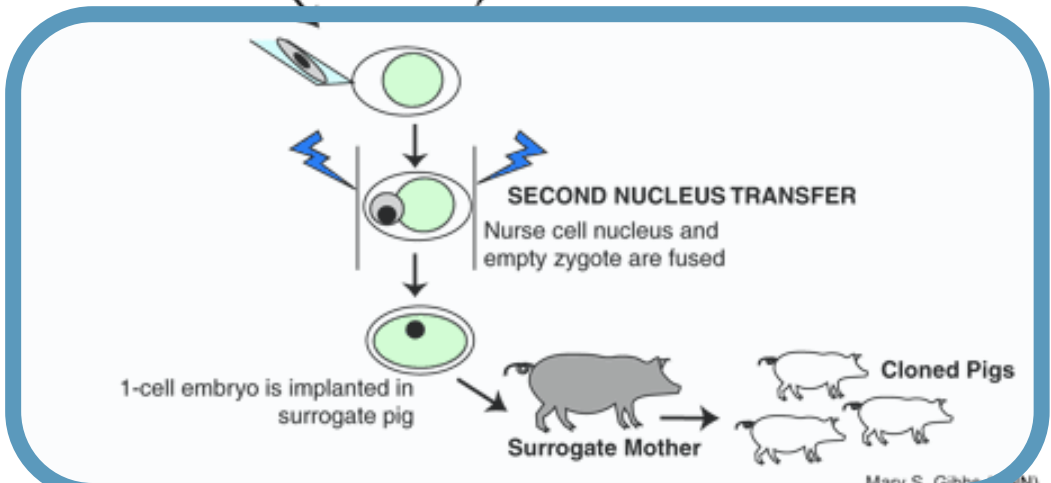 SECOND NUCLEUS TRANSFER
Nurse cell nucleus and
empty zygote are fused
1-cell embryo is implanted in
surrogate pig
Surrogate Mother
Cloned Pigs
Mary S.